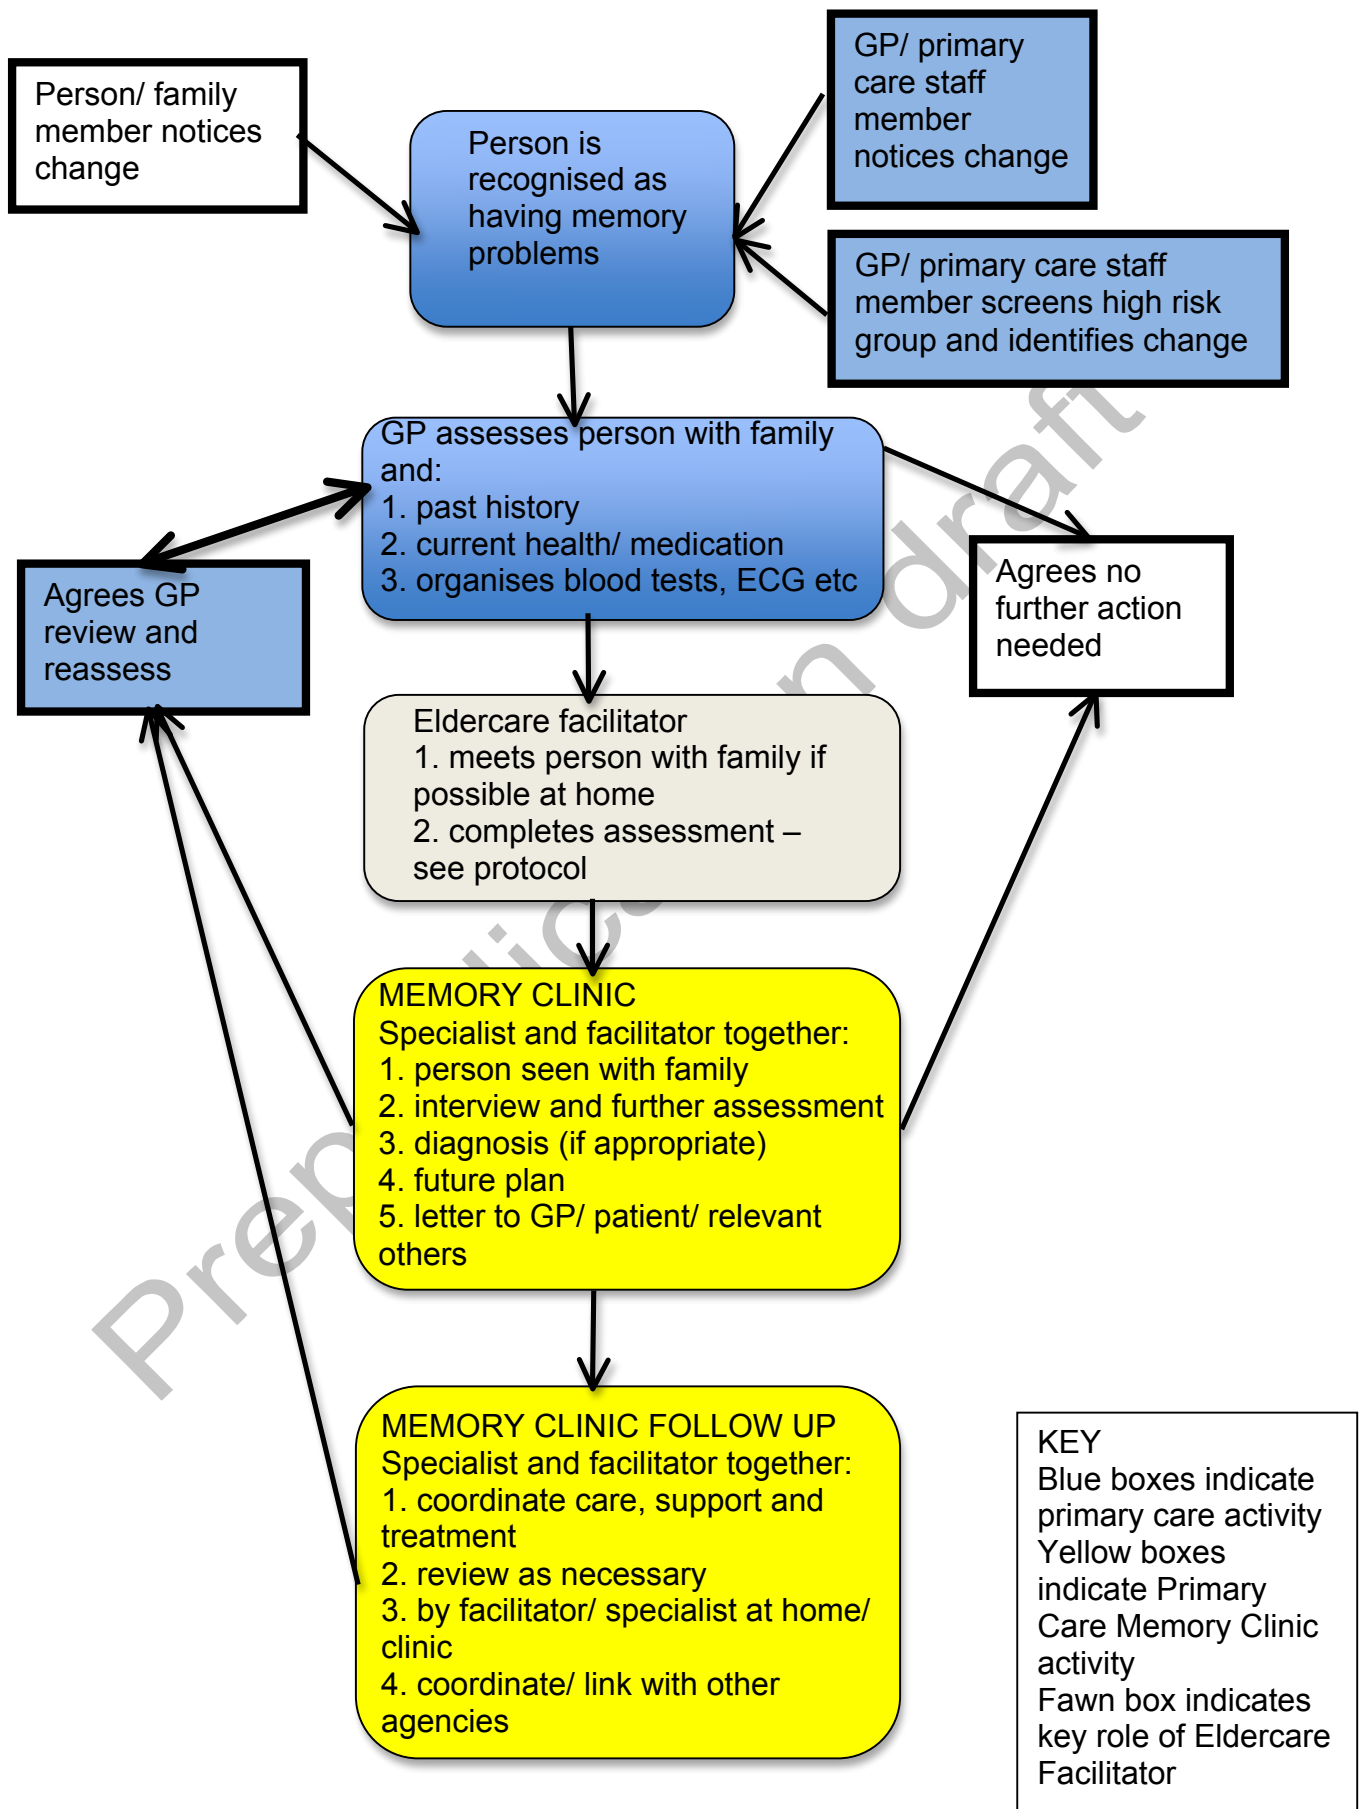 Person/ family
member notices
change
GP/ primary
care staff
member
notices change
Person is
recognised as
having memory
problems
GP/ primary care staff
member screens high risk
group and identifies change
GP assesses person with family
and:
1. past history
2. current health/ medication
3. organises blood tests, ECG etc
Agrees GP
review and
reassess
Agrees no
further action
needed
Eldercare facilitator
1. meets person with family if
possible at home
2. completes assessment –
see protocol
MEMORY CLINIC
Specialist and facilitator together:
1. person seen with family
2. interview and further assessment
3. diagnosis (if appropriate)
4. future plan
5. letter to GP/ patient/ relevant
others
MEMORY CLINIC FOLLOW UP
Specialist and facilitator together:
1. coordinate care, support and
treatment
2. review as necessary
3. by facilitator/ specialist at home/
clinic
4. coordinate/ link with other
agencies
KEY
Blue boxes indicate
primary care activity
Yellow boxes
indicate Primary
Care Memory Clinic
activity
Fawn box indicates
key role of Eldercare
Facilitator
draft